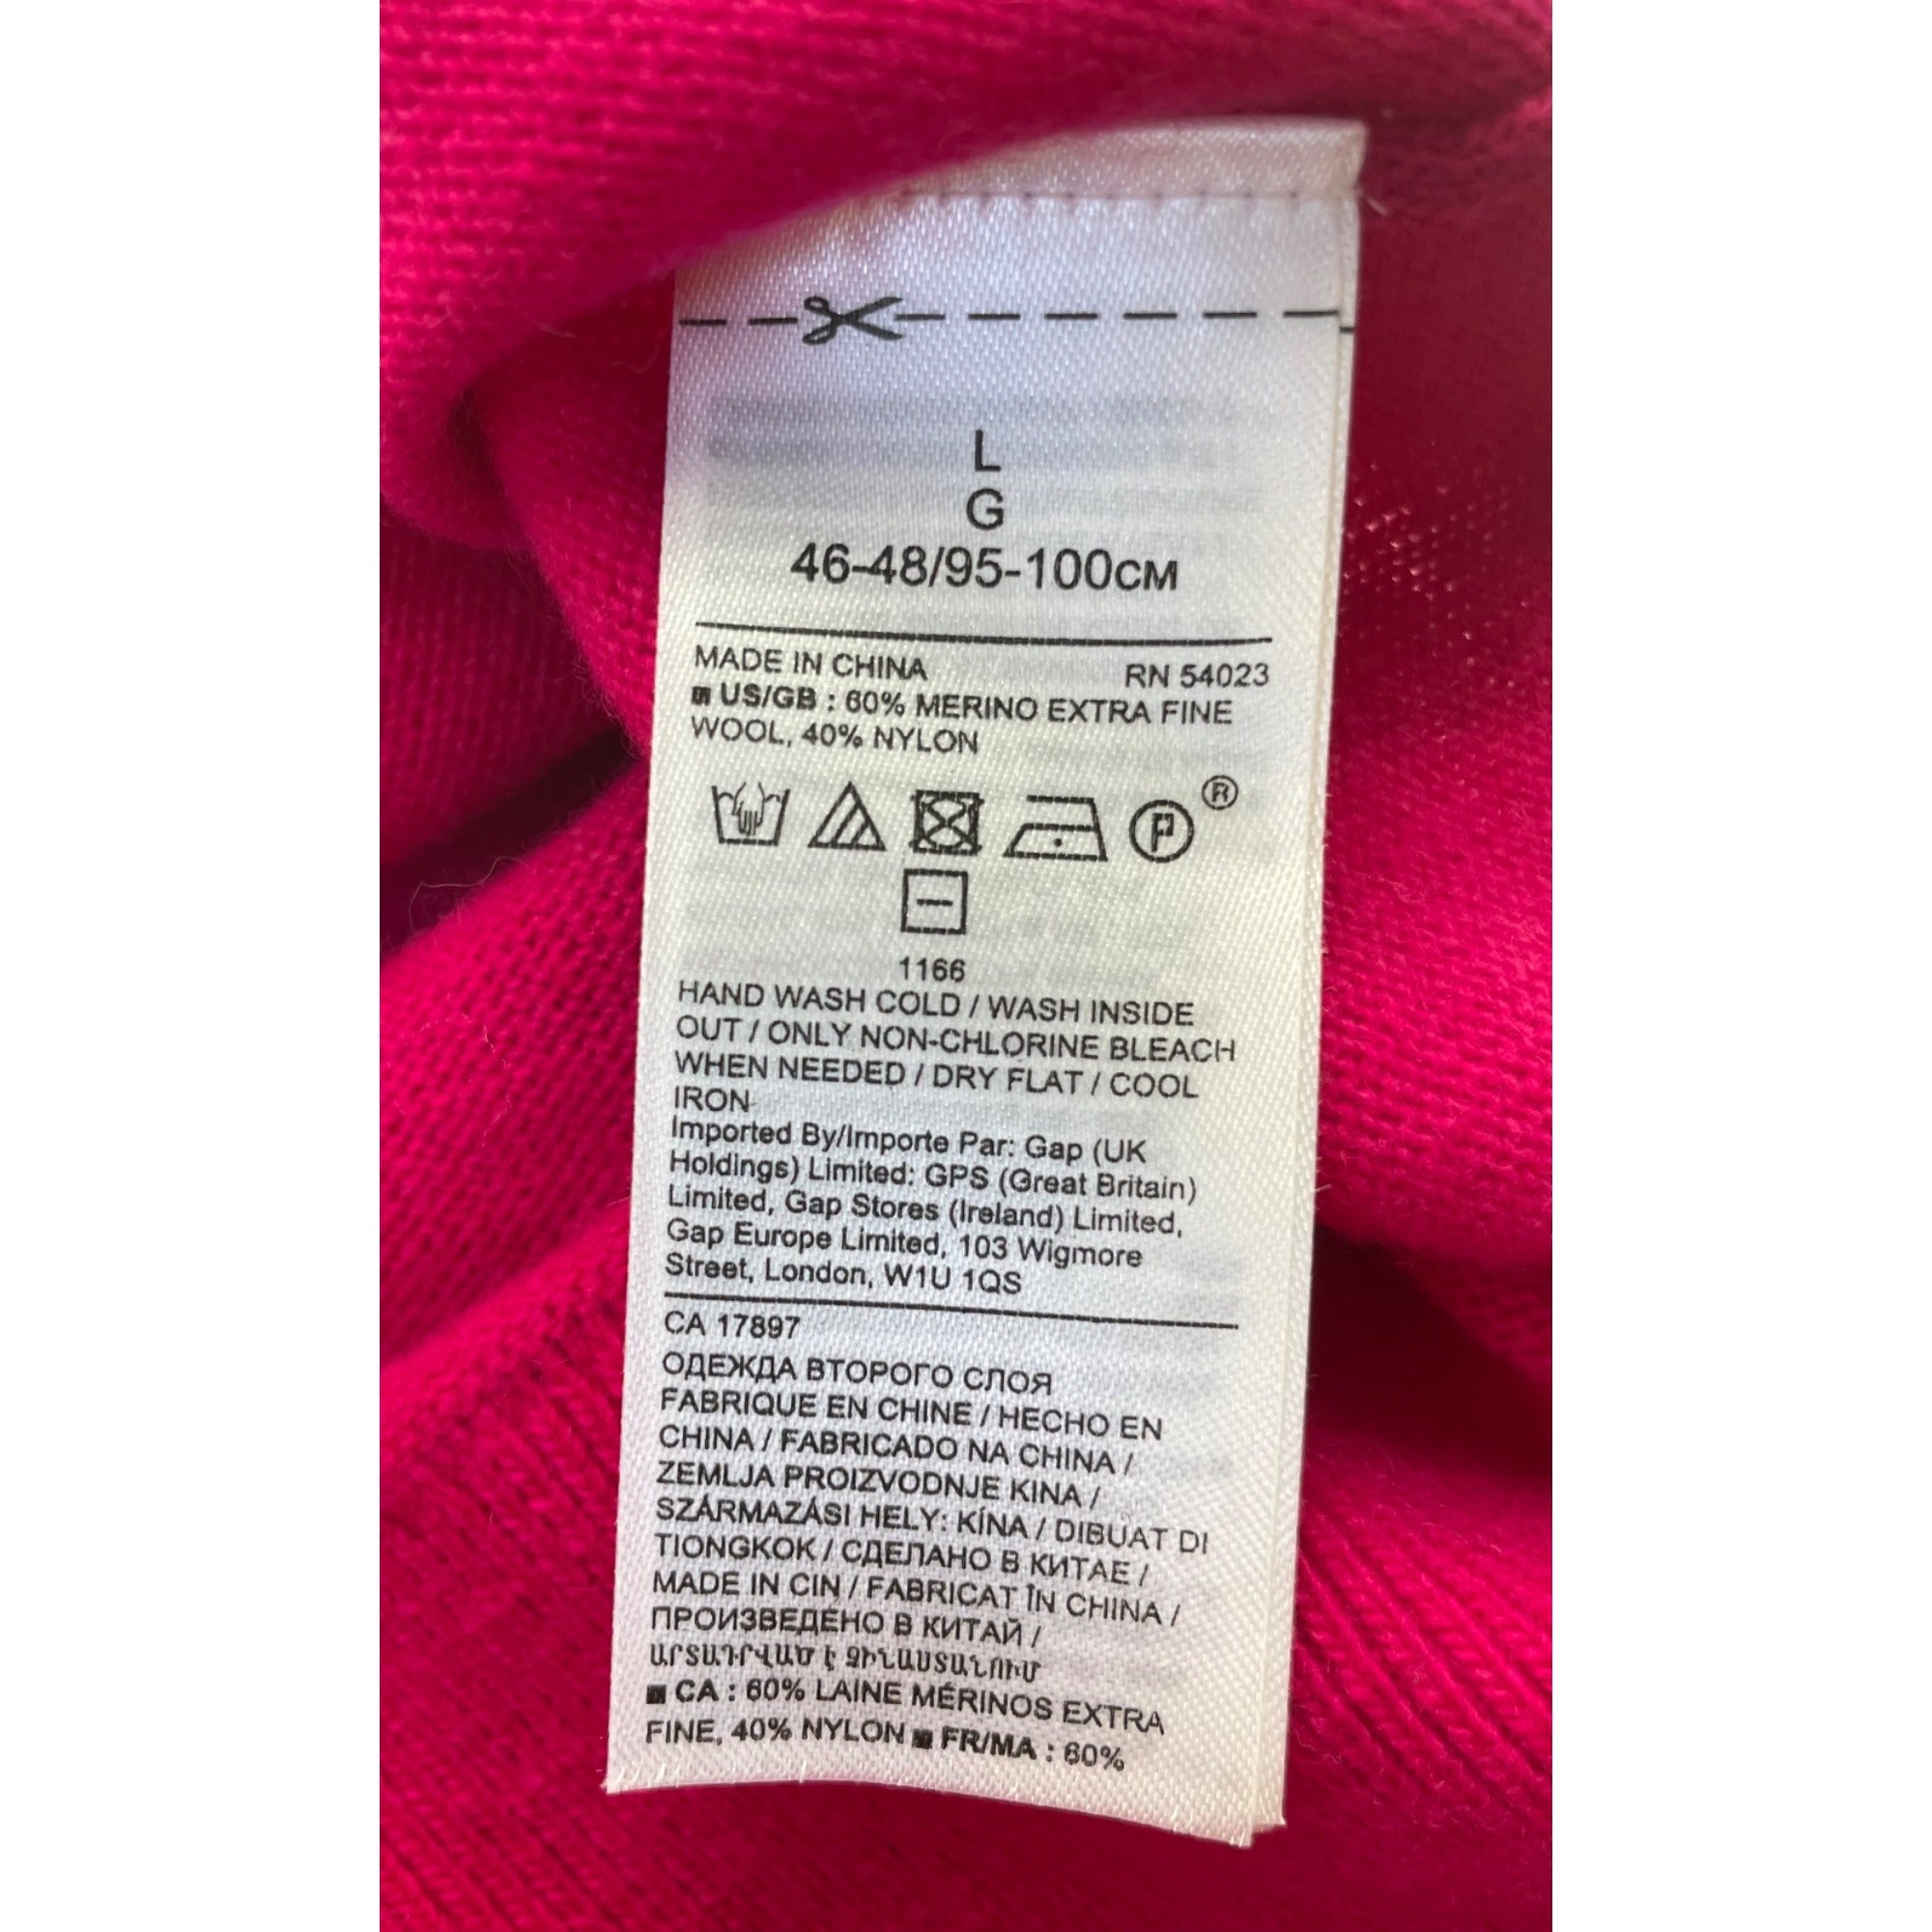 L
G
46-48/95-100CM
MADE IN CHINA RN 54023
US/GB : 60% MERINO EXTRA FINE
WOOL, 40% NYLON
P ®
1166
HAND WASH COLD / WASH INSIDE
OUT / ONLY NON-CHLORINE BLEACH
WHEN NEEDED / DRY FLAT / COOL
IRON
Imported By/Importe Par: Gap (UK
Holdings) Limited: GPS (Great Britain)
Limited, Gap Stores (Ireland) Limited,
Gap Europe Limited, 103 Wigmore
Street, London, W1U 1QS
CA 17897
ОДЕЖДА ВТОРОГО СЛОЯ
FABRIQUE EN CHINE / HECHO EN
CHINA / FABRICADO NA CHINA /
ZEMLJA PROIZVODNJE KINA /
SZÁRMAZÁSI HELY: KÍNA / DIBUAT DI
TIONGKOK / СДЕЛАНО В КИТАЕ /
MADE IN CIN / FABRICAT ÎN CHINA /
ПРОИЗВЕДЕНО В КИТАЙ /
ԱՐՏԱԴՐՎԱԾ Է ՉԻՆԱՍՏԱՆՈՒՄ
CA : 60% LAINE MÉRINOS EXTRA
FINE, 40% NYLON FR/MA : 60%